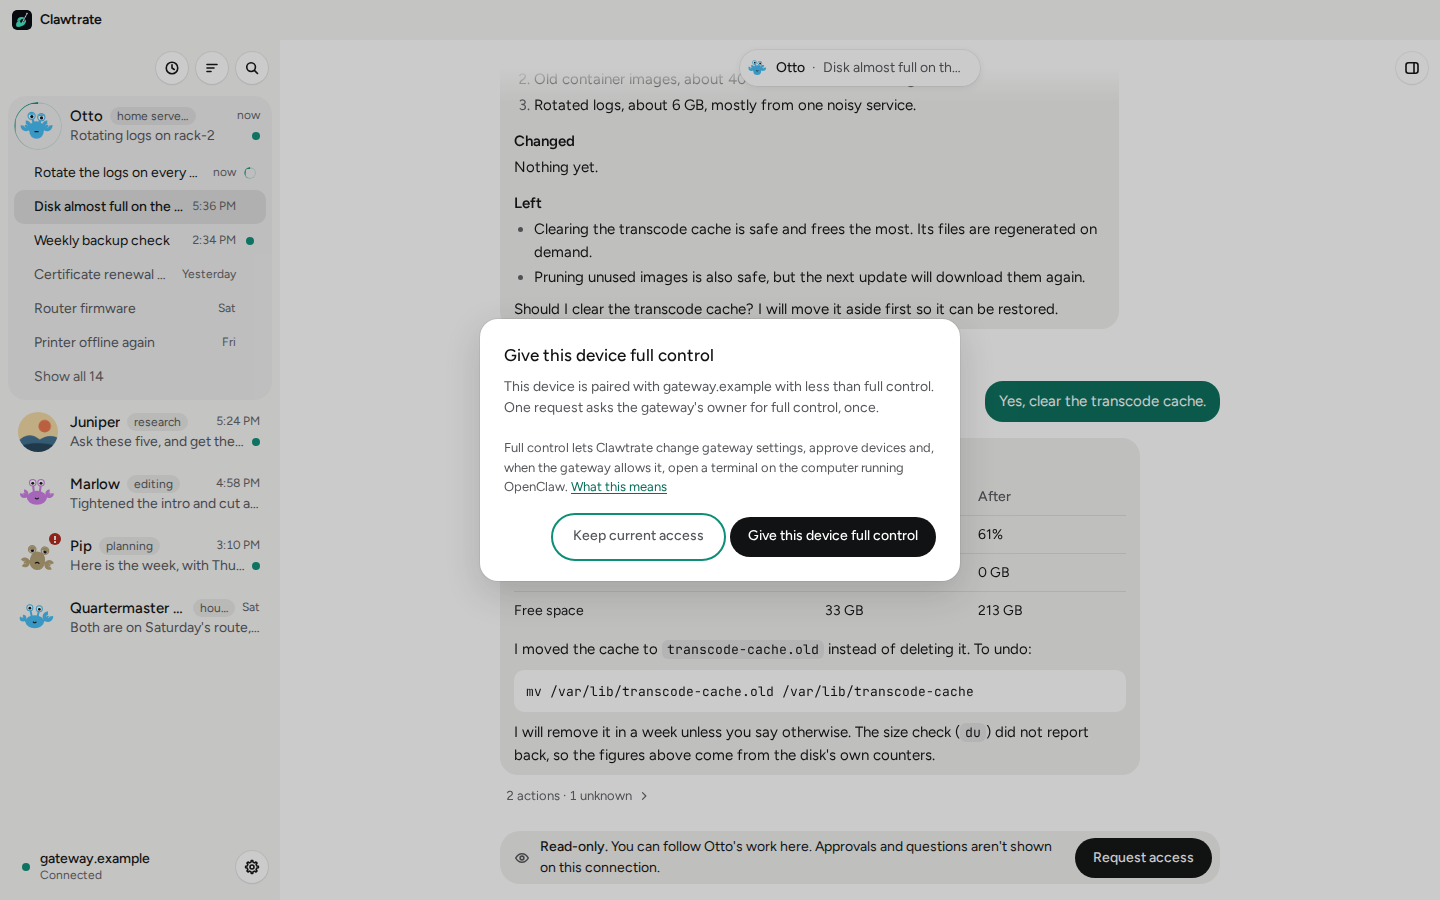 Clawtrate
Otto home serve... now
Rotating logs on rack-2
Rotate the logs on every ... now
Disk almost full on the ... 5:36 PM
Weekly backup check 2:34 PM
Certificate renewal ... Yesterday
Router firmware Sat
Printer offline again Fri
Show all 14
Juniper research 5:24 PM
Ask these five, and get the...
Marlow editing 4:58 PM
Tightened the intro and cut a...
Pip planning 3:10 PM
Here is the week, with Thu...
Quartermaster ... hou... Sat
Both are on Saturday's route,...
gateway.example
Connected
Otto · Disk almost full on th...
2. Old container images, about 40
3. Rotated logs, about 6 GB, mostly from one noisy service.
Changed
Nothing yet.
Left
• Clearing the transcode cache is safe and frees the most. Its files are regenerated on
demand.
• Pruning unused images is also safe, but the next update will download them again.
Should I clear the transcode cache? I will move it aside first so it can be restored.
Yes, clear the transcode cache.
Give this device full control
This device is paired with gateway.example with less than full control.
One request asks the gateway's owner for full control, once.
Full control lets Clawtrate change gateway settings, approve devices and,
when the gateway allows it, open a terminal on the computer running
OpenClaw. What this means
Keep current access Give this device full control
After
61%
0 GB
Free space 33 GB 213 GB
I moved the cache to transcode-cache.old instead of deleting it. To undo:
mv /var/lib/transcode-cache.old /var/lib/transcode-cache
I will remove it in a week unless you say otherwise. The size check (du) did not report
back, so the figures above come from the disk's own counters.
2 actions · 1 unknown
Read-only. You can follow Otto's work here. Approvals and questions aren't shown
on this connection.
Request access